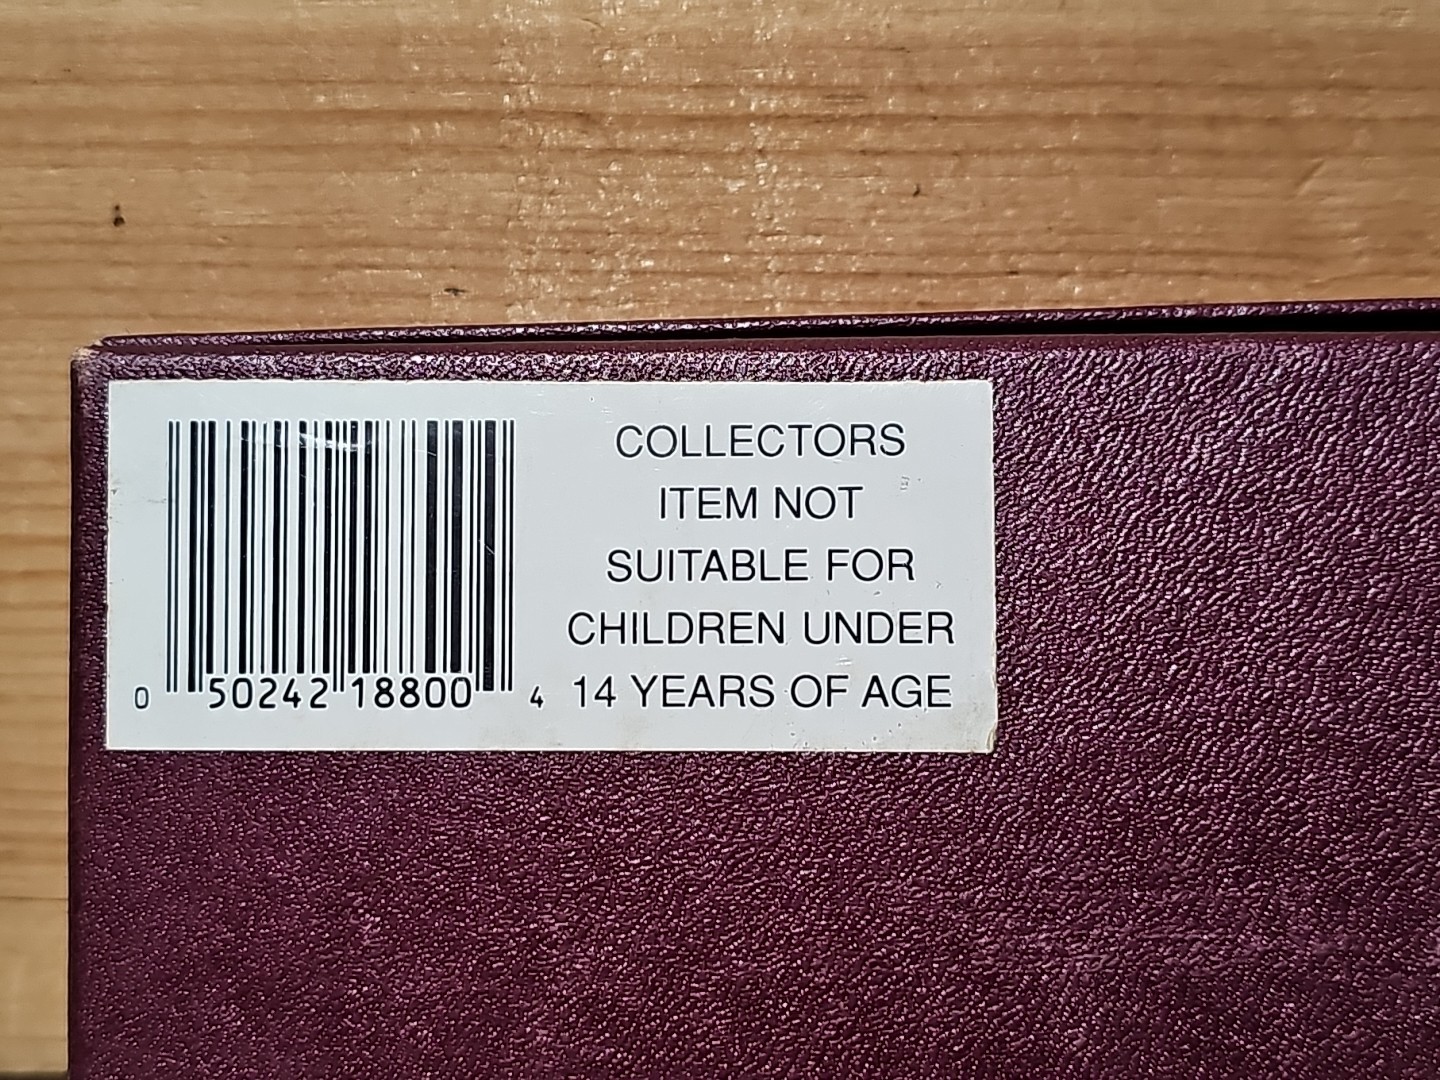 COLLECTORS
ITEM NOT
SUITABLE FOR
CHILDREN UNDER
14 YEARS OF AGE
0 50242 18800 4